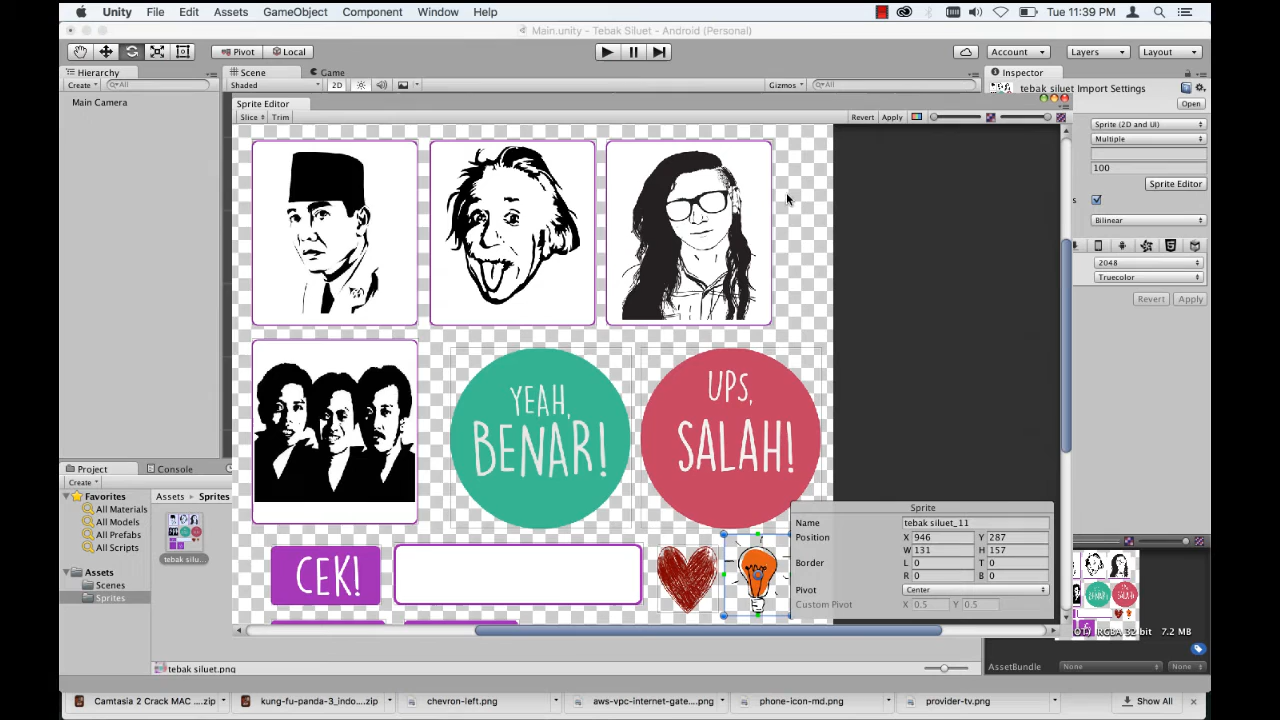 Unity File Edit Assets GameObject Component Window Help Tue 11:39 PM
Main.unity - Tebak Siluet - Android (Personal)
Pivot Local Account Layers Layout
Hierarchy Scene Game Inspector
Create All Shaded 2D Gizmos All tebak siluet Import Settings
Main Camera Sprite Editor Open
Slice Trim Revert Apply
Sprite (2D and UI)
Multiple
100
Sprite Editor
Bilinear
2048
Truecolor
Revert Apply
YEAH,
BENAR!
UPS,
SALAH!
CEK!
Project Console
Create
Favorites
All Materials
All Models
All Prefabs
All Scripts
Assets
Scenes
Sprites
Assets Sprites
tebak silu...
tebak siluet.png
Sprite
Name tebak siluet_11
Position X 946 Y 287
W 131 H 157
Border L 0 T 0
R 0 B 0
Pivot Center
Custom Pivot X 0.5 Y 0.5
RGBA 32 bit 7.2 MB
AssetBundle None None
Camtasia 2 Crack MAC ....zip kung-fu-panda-3_indo....zip chevron-left.png aws-vpc-internet-gate....png phone-icon-md.png provider-tv.png Show All